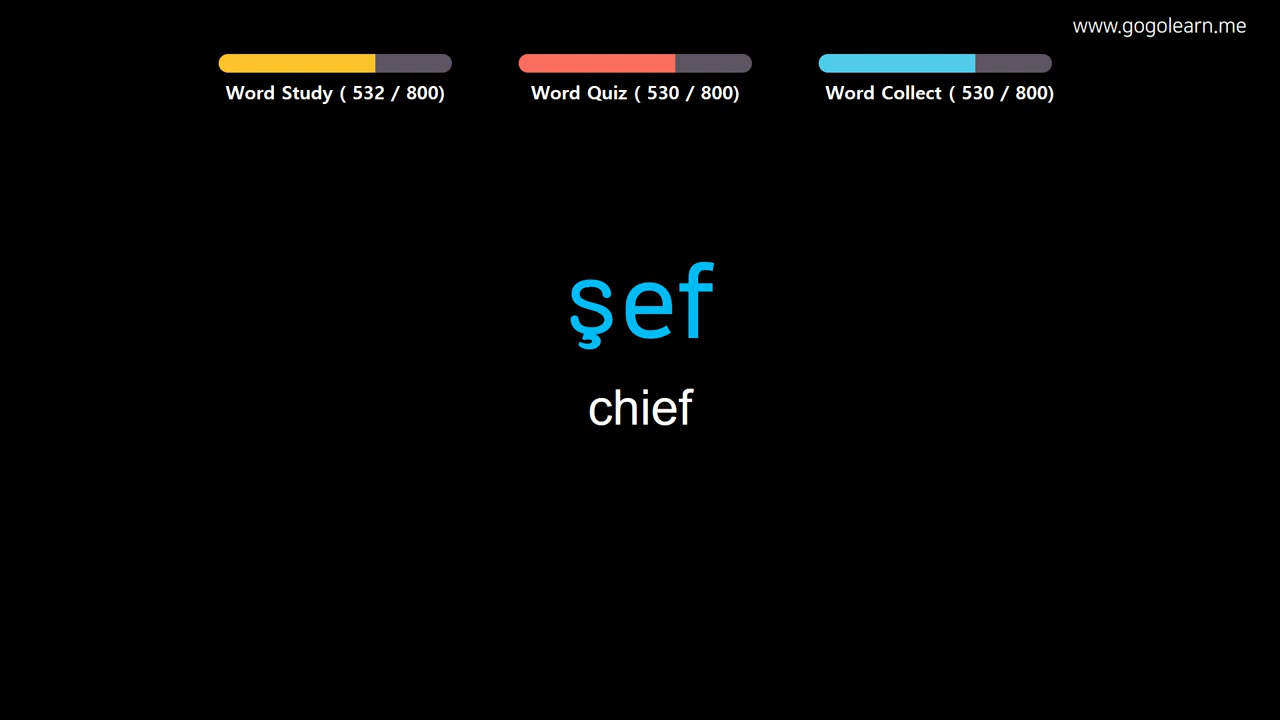 www.gogolearn.me
Word Study ( 532 / 800)
Word Quiz ( 530 / 800)
Word Collect ( 530 / 800)
şef
chief